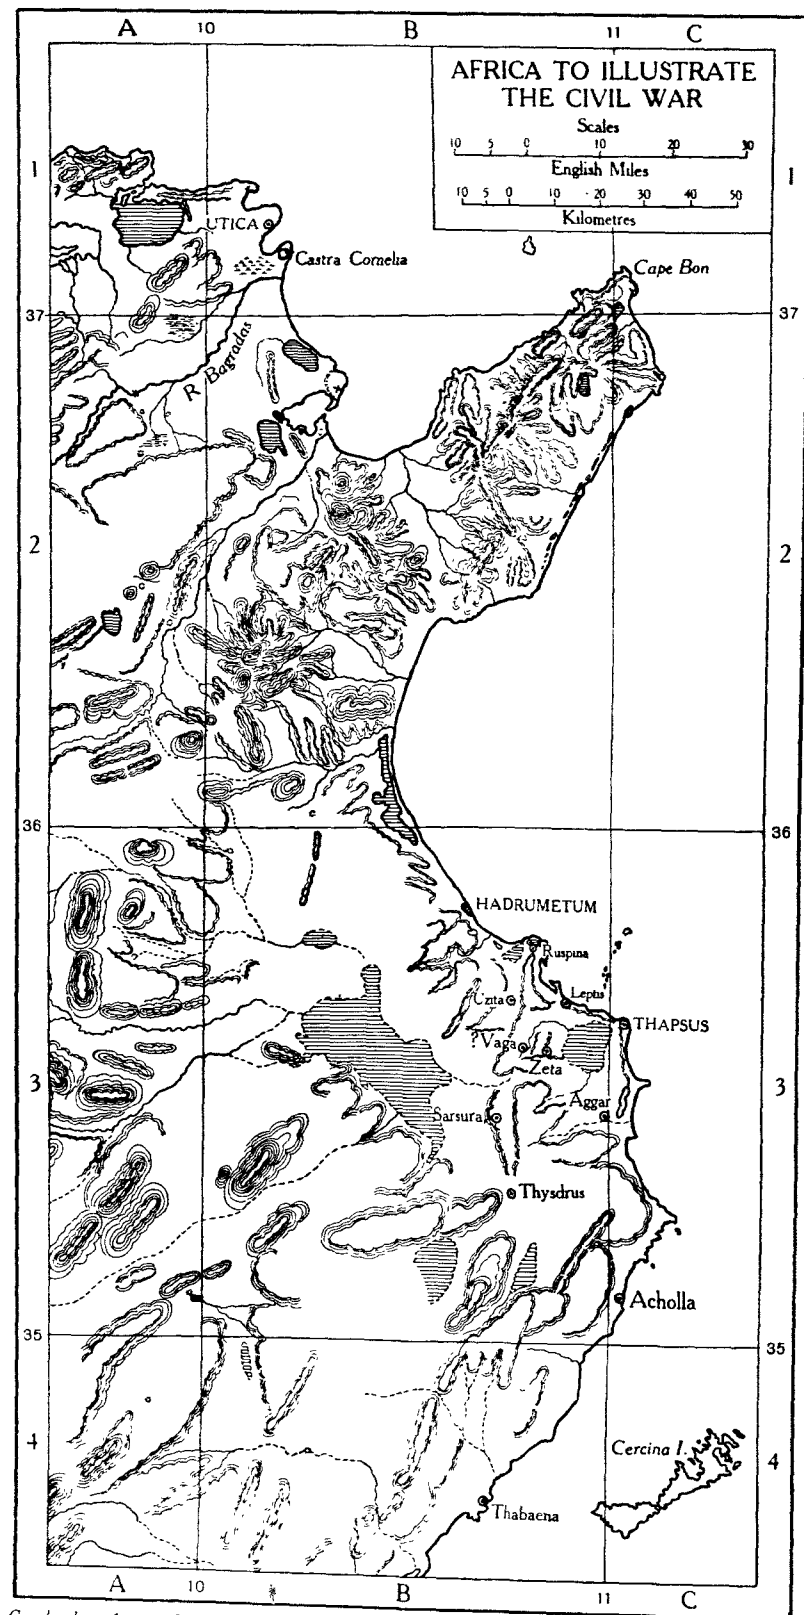 A 10 B 11 C
AFRICA TO ILLUSTRATE
THE CIVIL WAR
Scales
10 5 0 10 20 30
English Miles
10 5 0 10 20 30 40 50
Kilometres
1 1
UTICA
Castra Cornelia
Cape Bon
37 37
R. Bagradas
2 2
36 36
HADRUMETUM
Ruspina
Uzita
Leptis
THAPSUS
?Vaga
Zeta
3 3
Aggar
Sarsura
Thysdrus
Acholla
35 35
4 4
Cercina I.
Thabaena
A 10 B 11 C